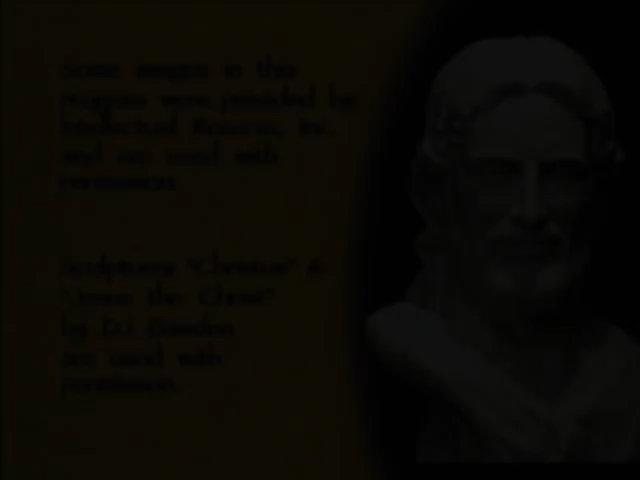 Some images in this
program were provided by
Intellectual Reserve, Inc.
and are used with
permission.
Sculptures "Christus" &
"Jesus the Christ"
by D.J. Bawden
are used with
permission.